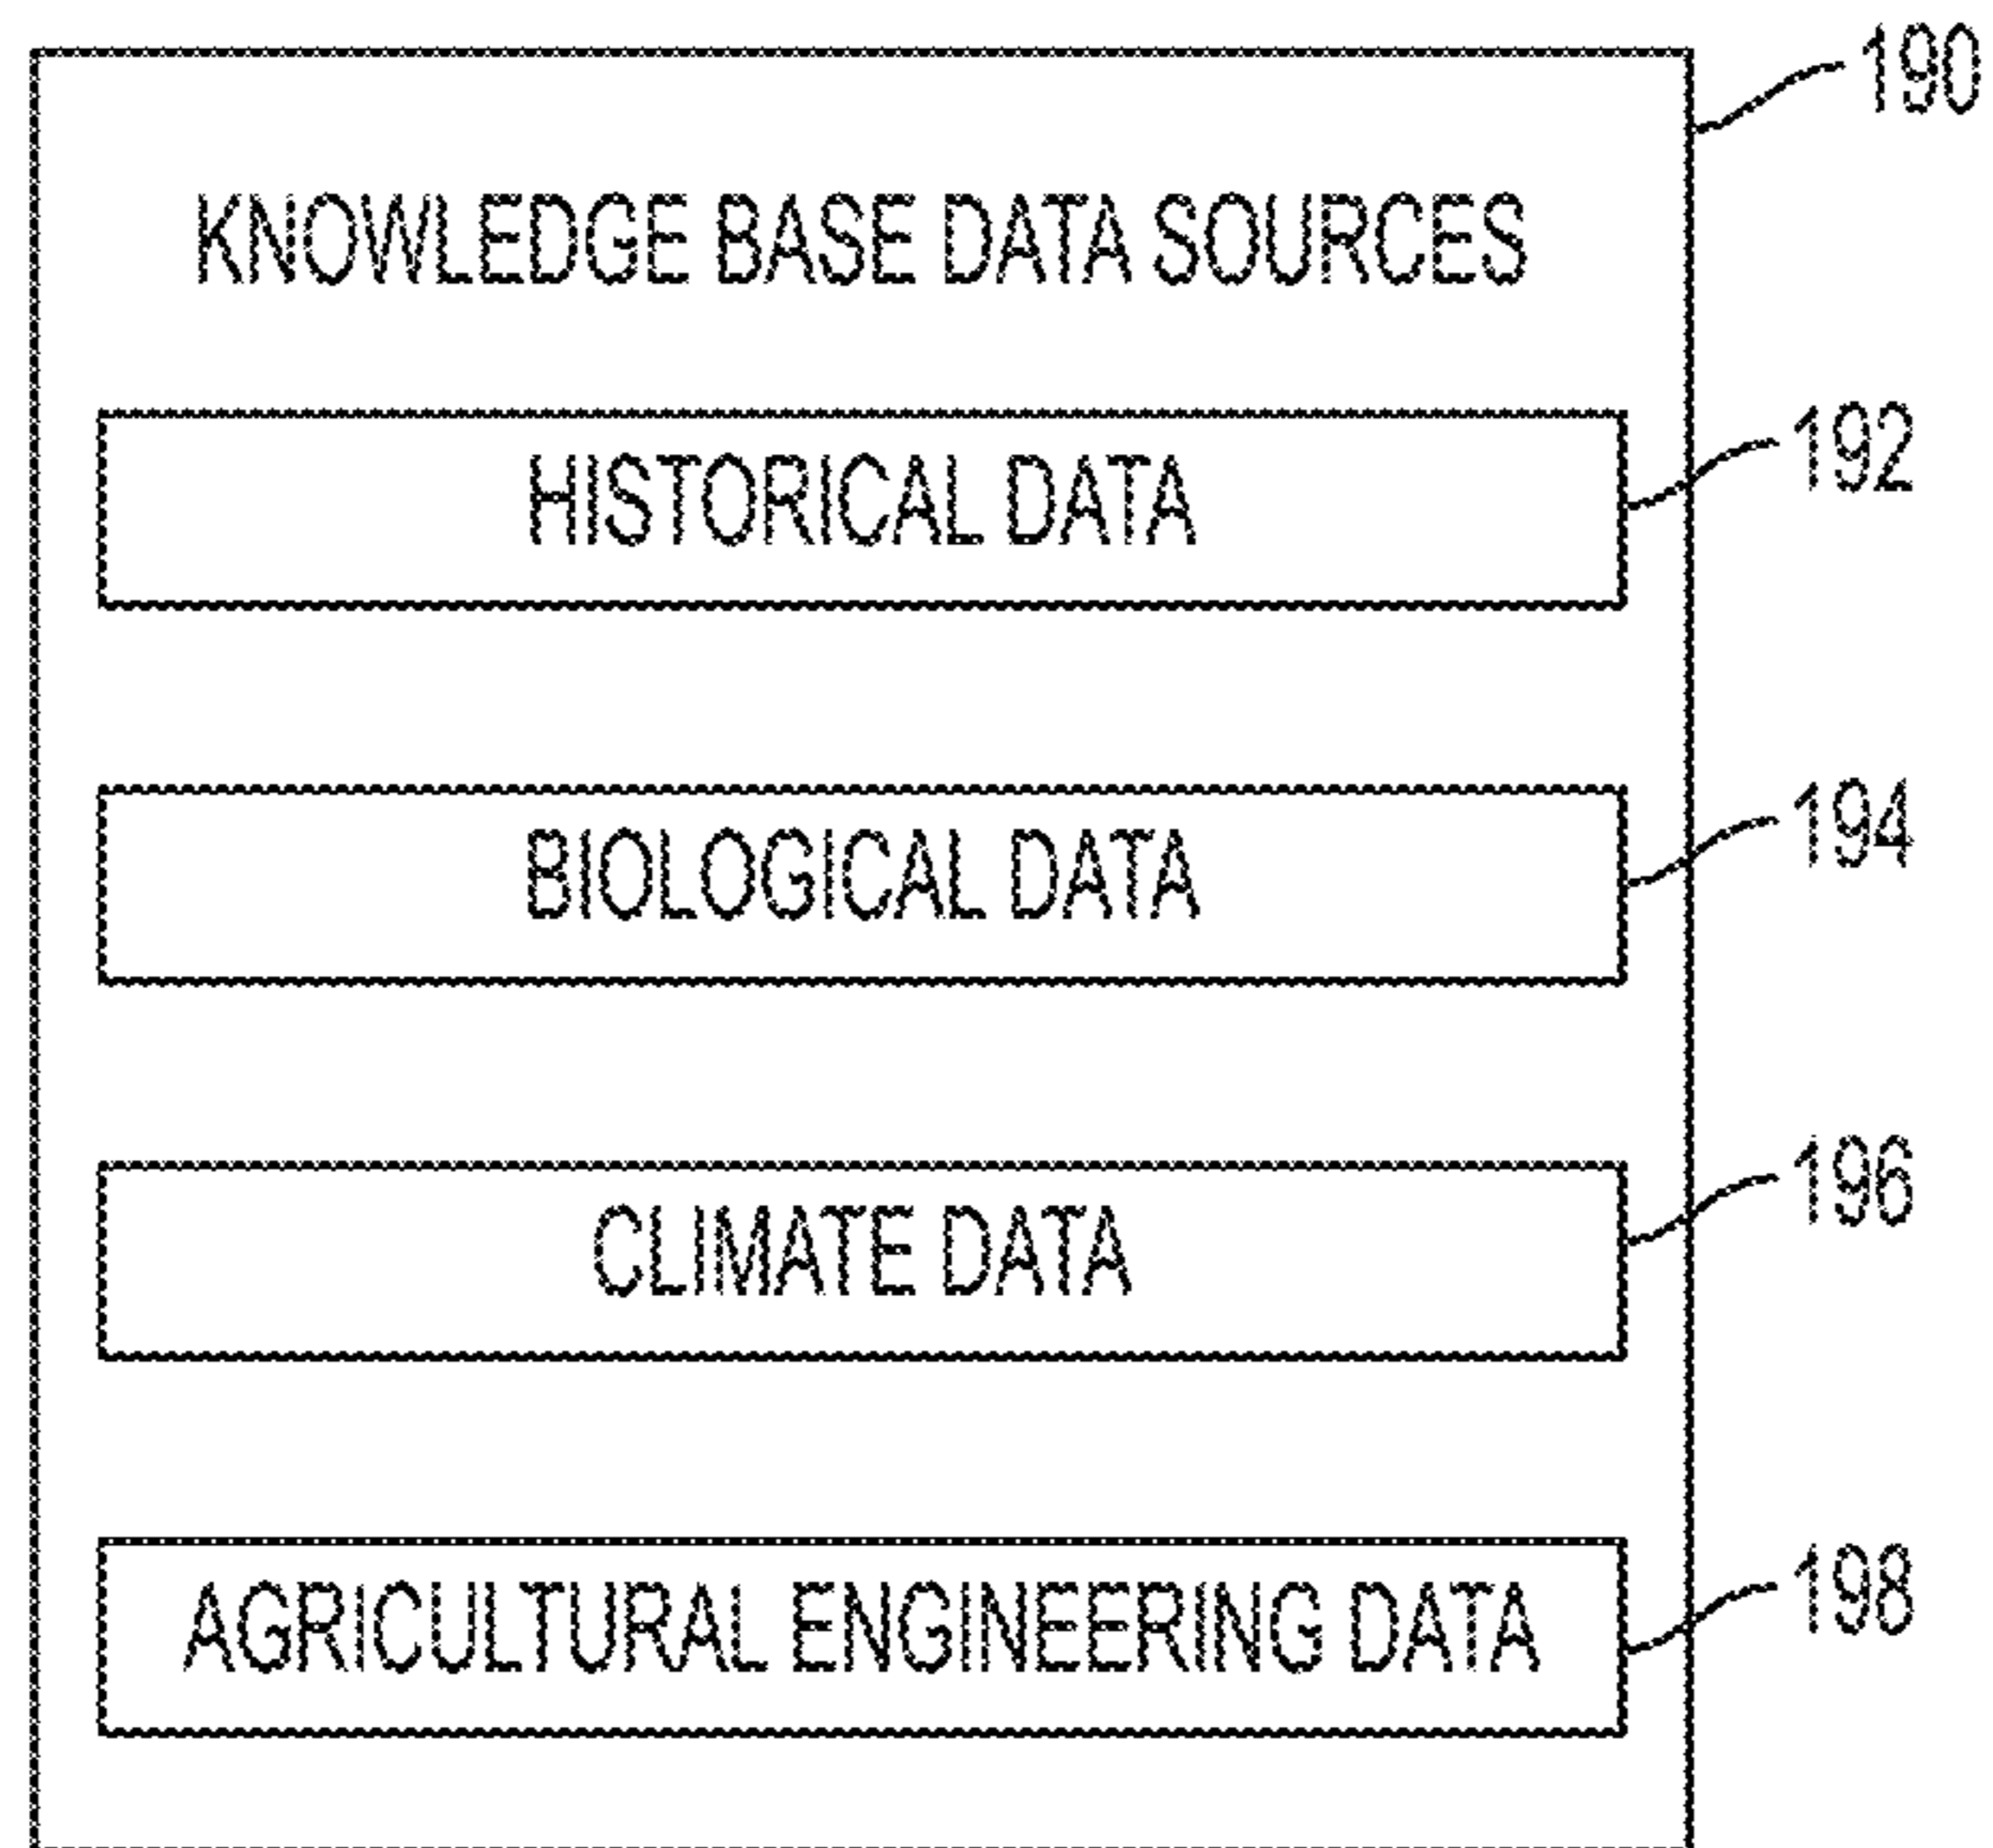 190
KNOWLEDGE BASE DATA SOURCES
HISTORICAL DATA
192
BIOLOGICAL DATA
194
CLIMATE DATA
196
AGRICULTURAL ENGINEERING DATA
198